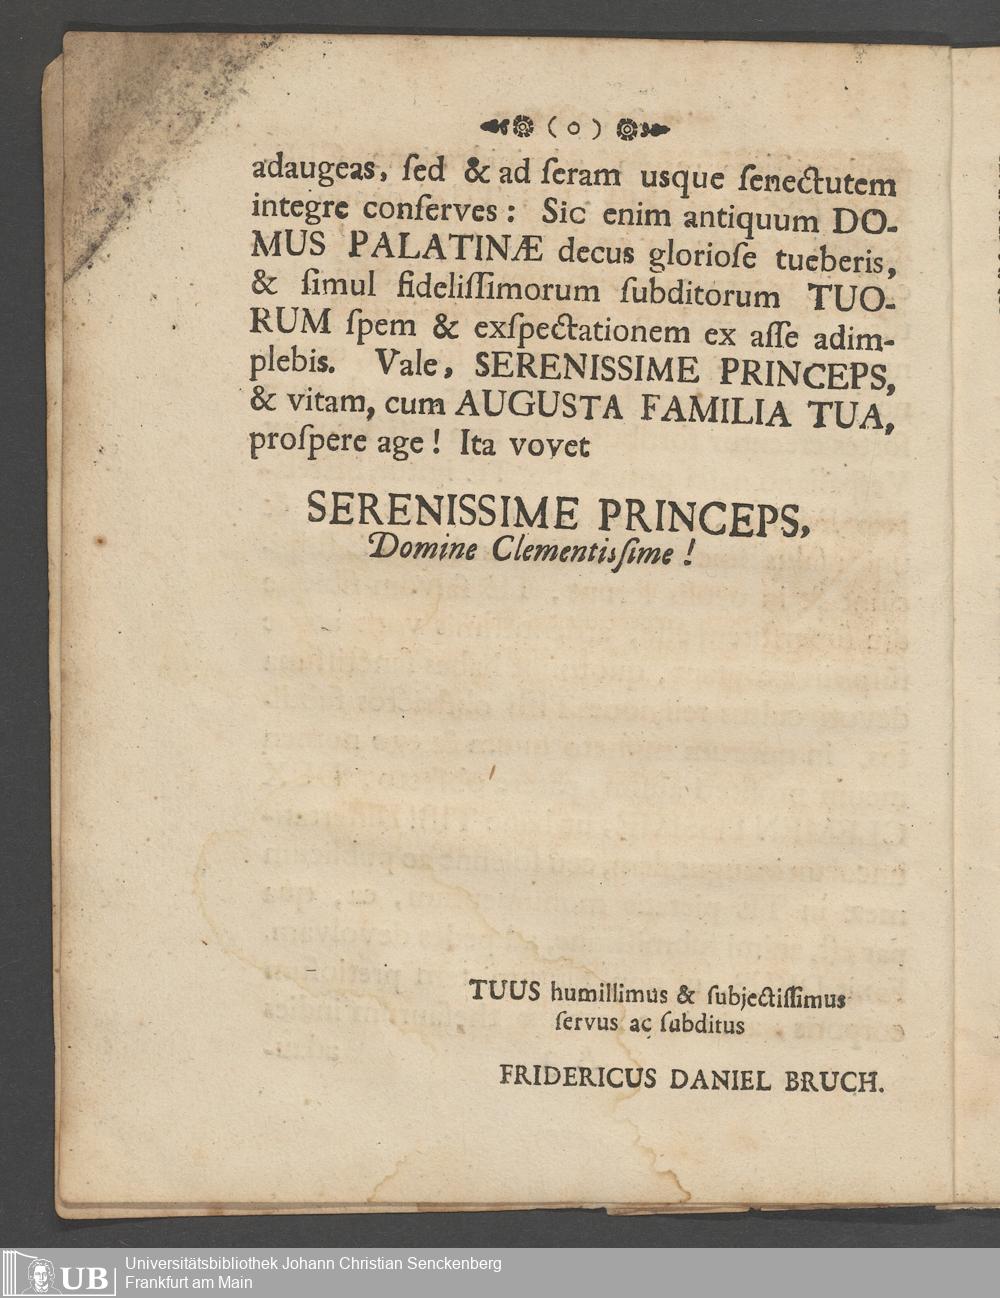 ( o )
adaugeas, ſed & ad ſeram usque ſenectutem
integre conſerves : Sic enim antiquum DO-
MUS PALATINÆ decus glorioſe tueberis,
& ſimul fideliſſimorum ſubditorum TUO-
RUM ſpem & exſpectationem ex aſſe adim-
plebis. Vale, SERENISSIME PRINCEPS,
& vitam, cum AUGUSTA FAMILIA TUA,
proſpere age ! Ita vovet
SERENISSIME PRINCEPS,
Domine Clementisſime !
TUUS humillimus & ſubjectiſſimus
ſervus ac ſubditus
FRIDERICUS DANIEL BRUCH.
UB Universitätsbibliothek Johann Christian Senckenberg
Frankfurt am Main